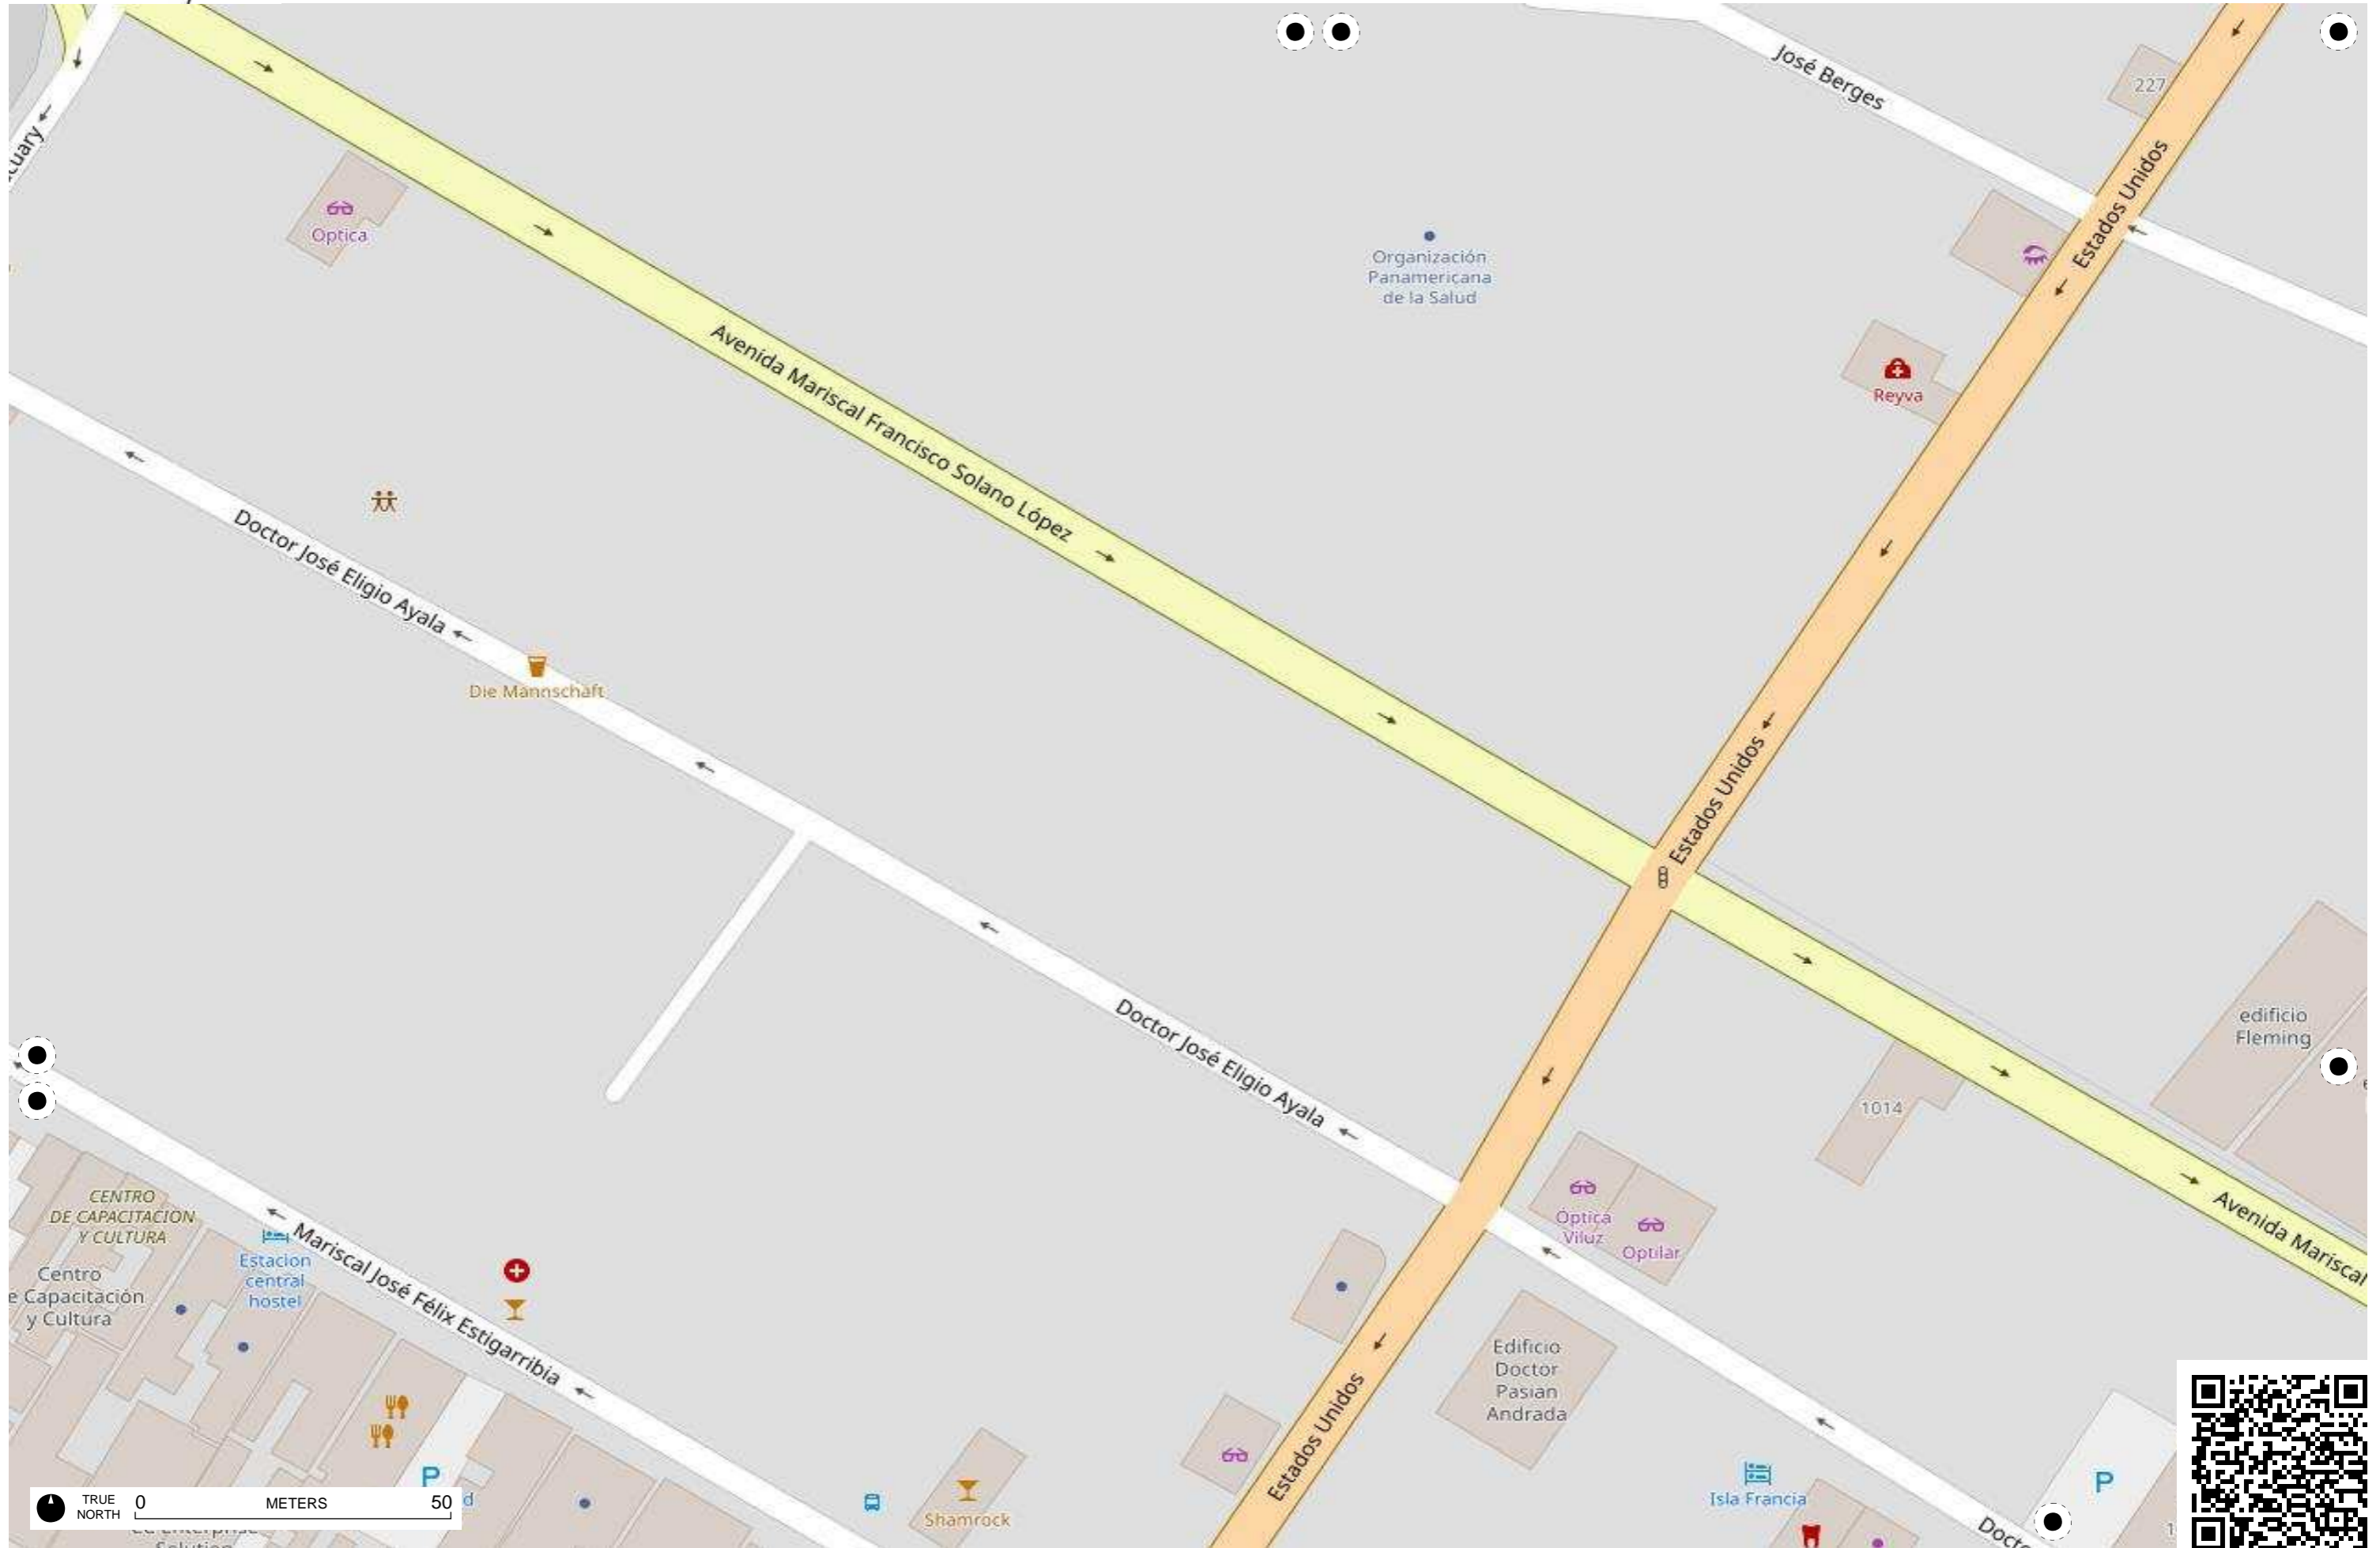 José Berges
227
Estados Unidos
Optica
Organización
Panamericana
de la Salud
Reyva
Avenida Mariscal Francisco Solano López
Doctor José Eligio Ayala
Die Mannschaft
Estados Unidos
edificio
Fleming
Doctor José Eligio Ayala
1014
Avenida Mariscal
CENTRO
DE CAPACITACION
Y CULTURA
Óptica
Viluz
Optilar
Estacion
central
hostel
Mariscal José Félix Estigarribia
Centro
e Capacitación
y Cultura
Edificio
Doctor
Pasian
Andrada
Estados Unidos
P
P
Isla Francia
Shamrock
TRUE
NORTH
0 METERS 50